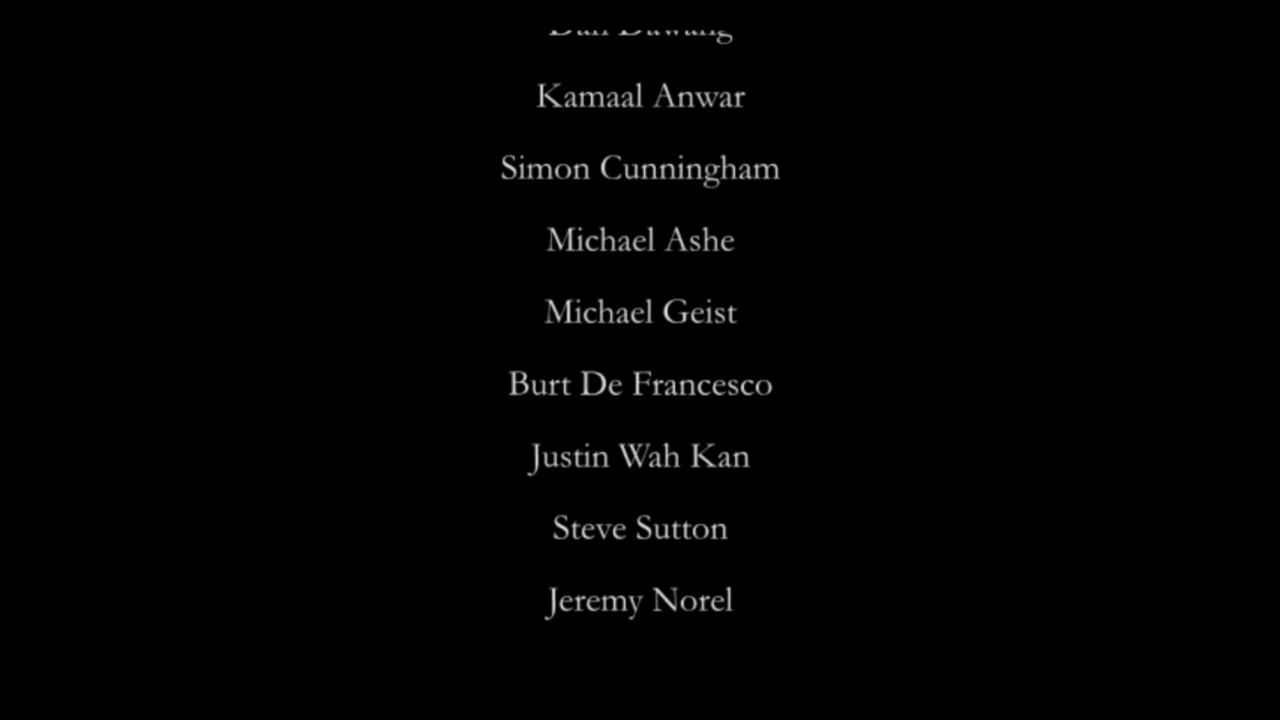 Kamaal Anwar
Simon Cunningham
Michael Ashe
Michael Geist
Burt De Francesco
Justin Wah Kan
Steve Sutton
Jeremy Norel